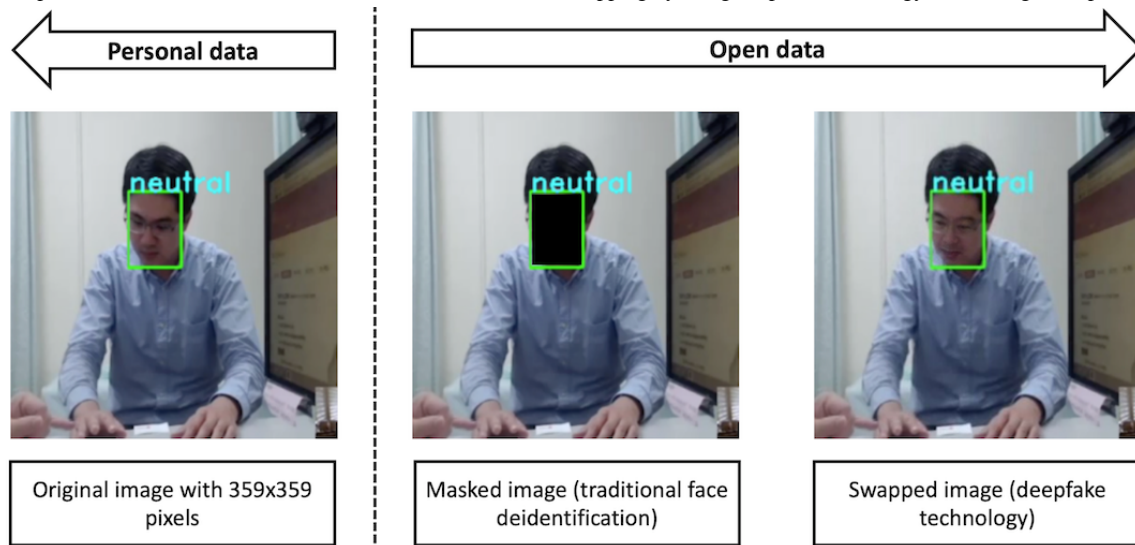 Personal data
Open data
neutral
neutral
neutral
Original image with 359x359
pixels
Masked image (traditional face
deidentification)
Swapped image (deepfake
technology)